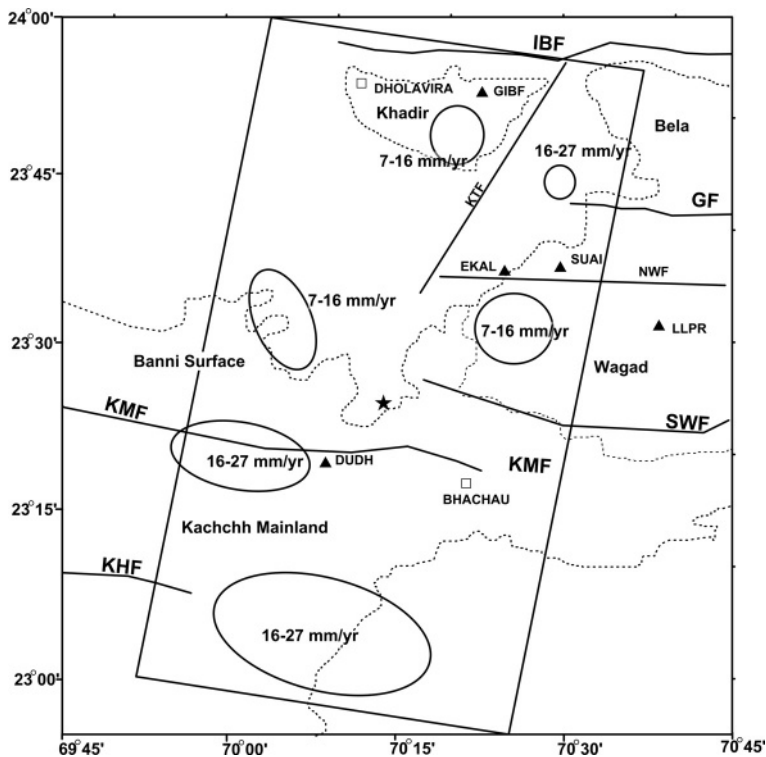 24°00'
IBF
DHOLAVIRA
GIBF
Khadir
Bela
7-16 mm/yr
16-27 mm/yr
23°45'
KTF
GF
EKAL
SUAI
NWF
7-16 mm/yr
7-16 mm/yr
LLPR
23°30'
Banni Surface
Wagad
KMF
SWF
16-27 mm/yr
DUDH
KMF
BHACHAU
23°15'
Kachchh Mainland
KHF
16-27 mm/yr
23°00'
69°45' 70°00' 70°15' 70°30' 70°45'